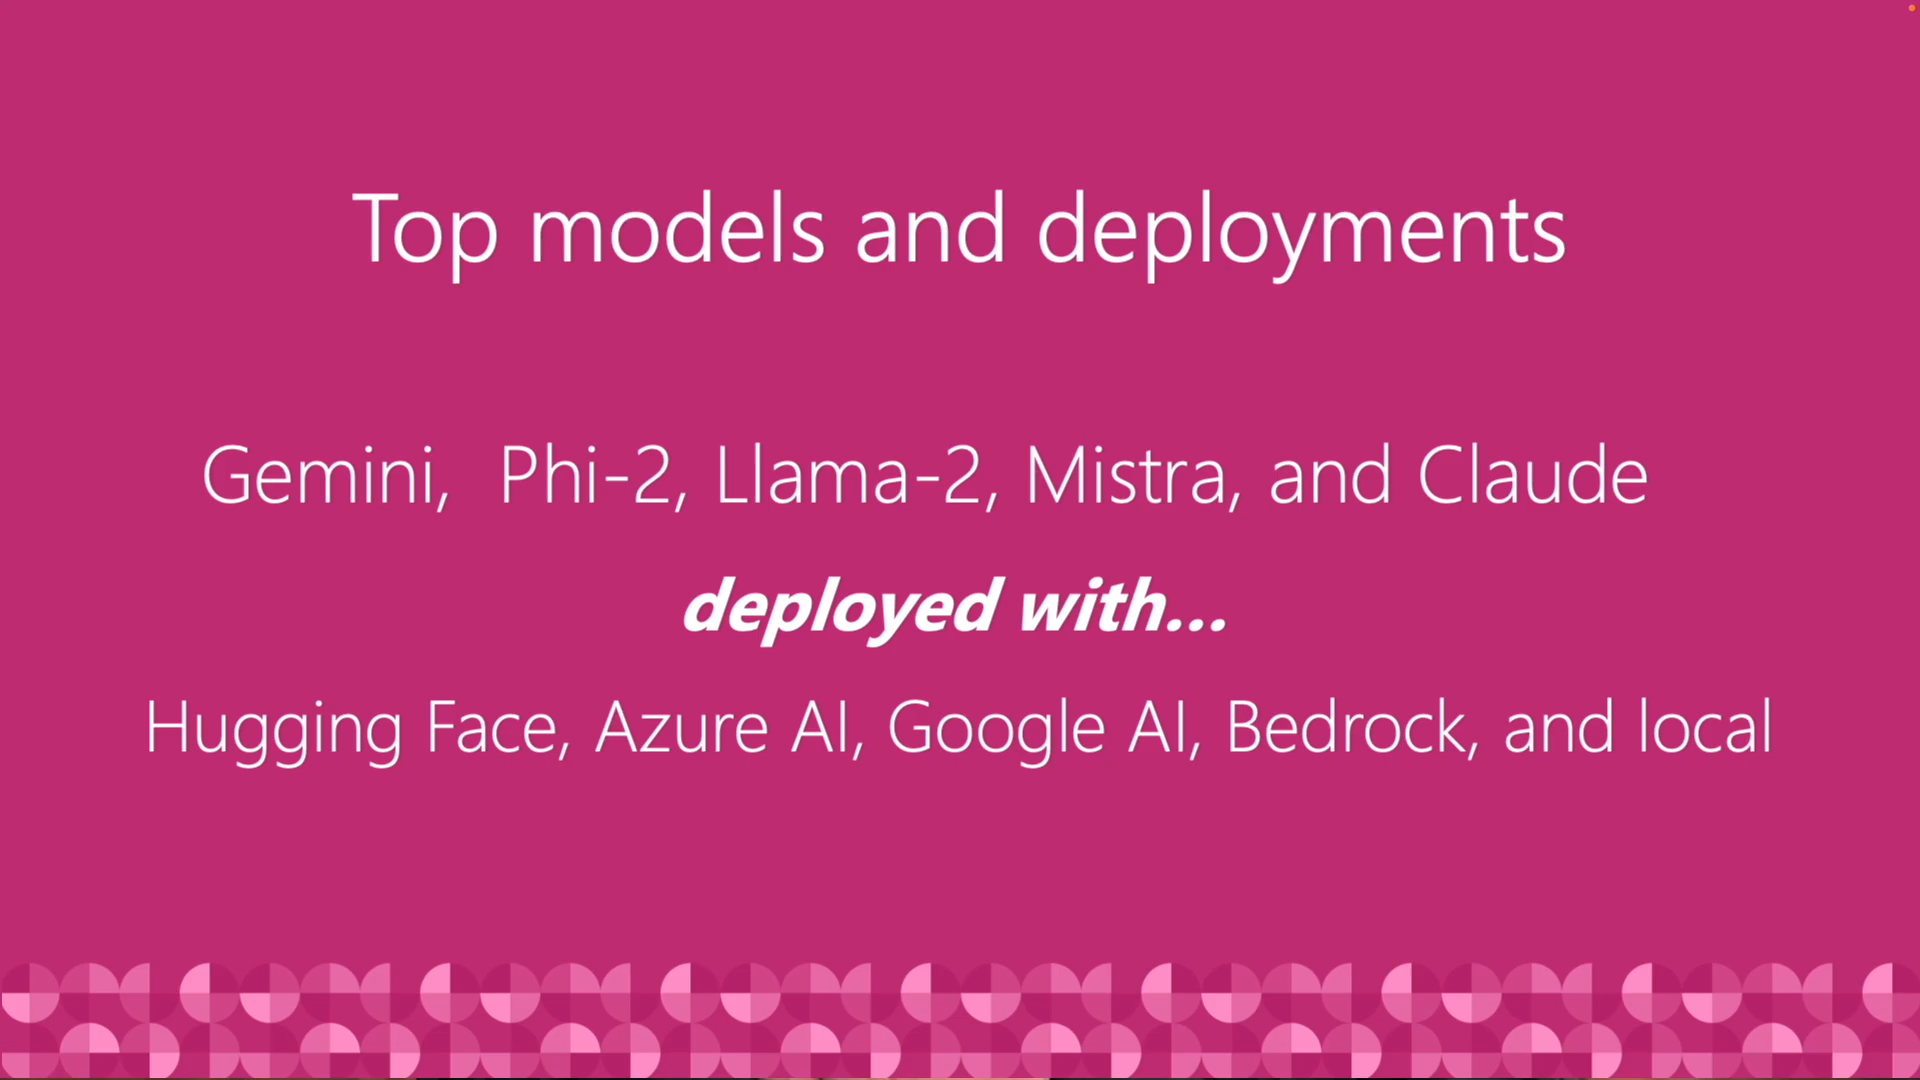 Top models and deployments
Gemini,  Phi-2, Llama-2, Mistra, and Claude
deployed with...
Hugging Face, Azure AI, Google AI, Bedrock, and local